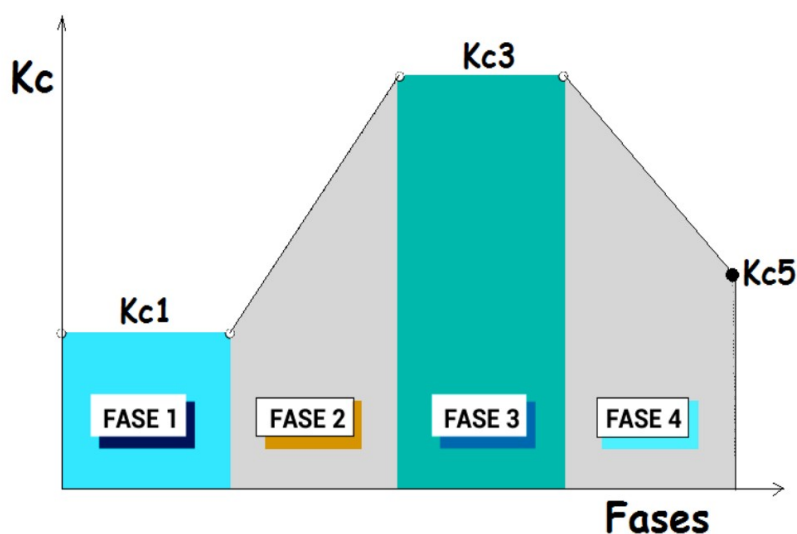 Kc3
Kc
Kc5
Kc1
FASE 1
FASE 2
FASE 3
FASE 4
Fases